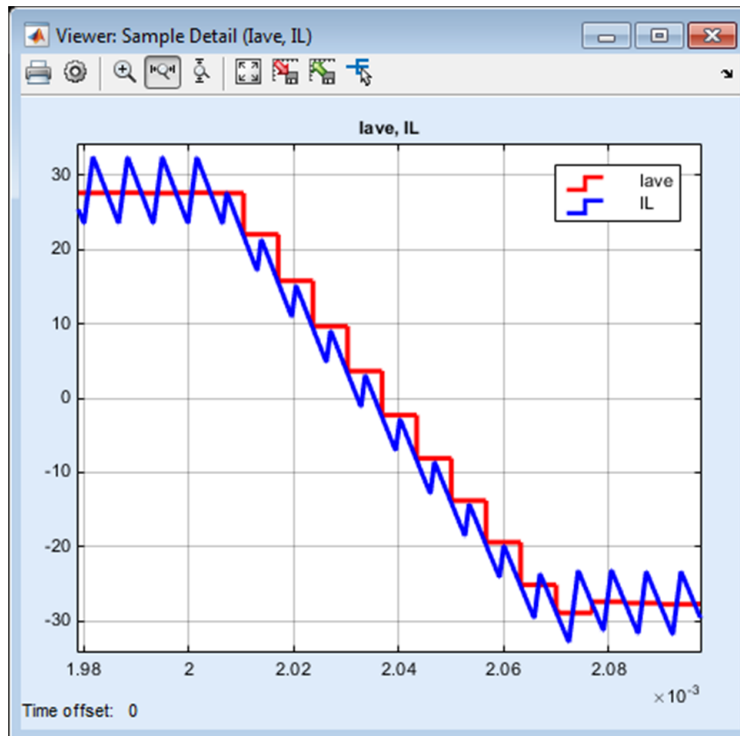 Viewer: Sample Detail (Iave, IL)
Iave, IL
Iave
IL
30
20
10
0
-10
-20
-30
1.98
2
2.02
2.04
2.06
2.08
×10-3
Time offset: 0